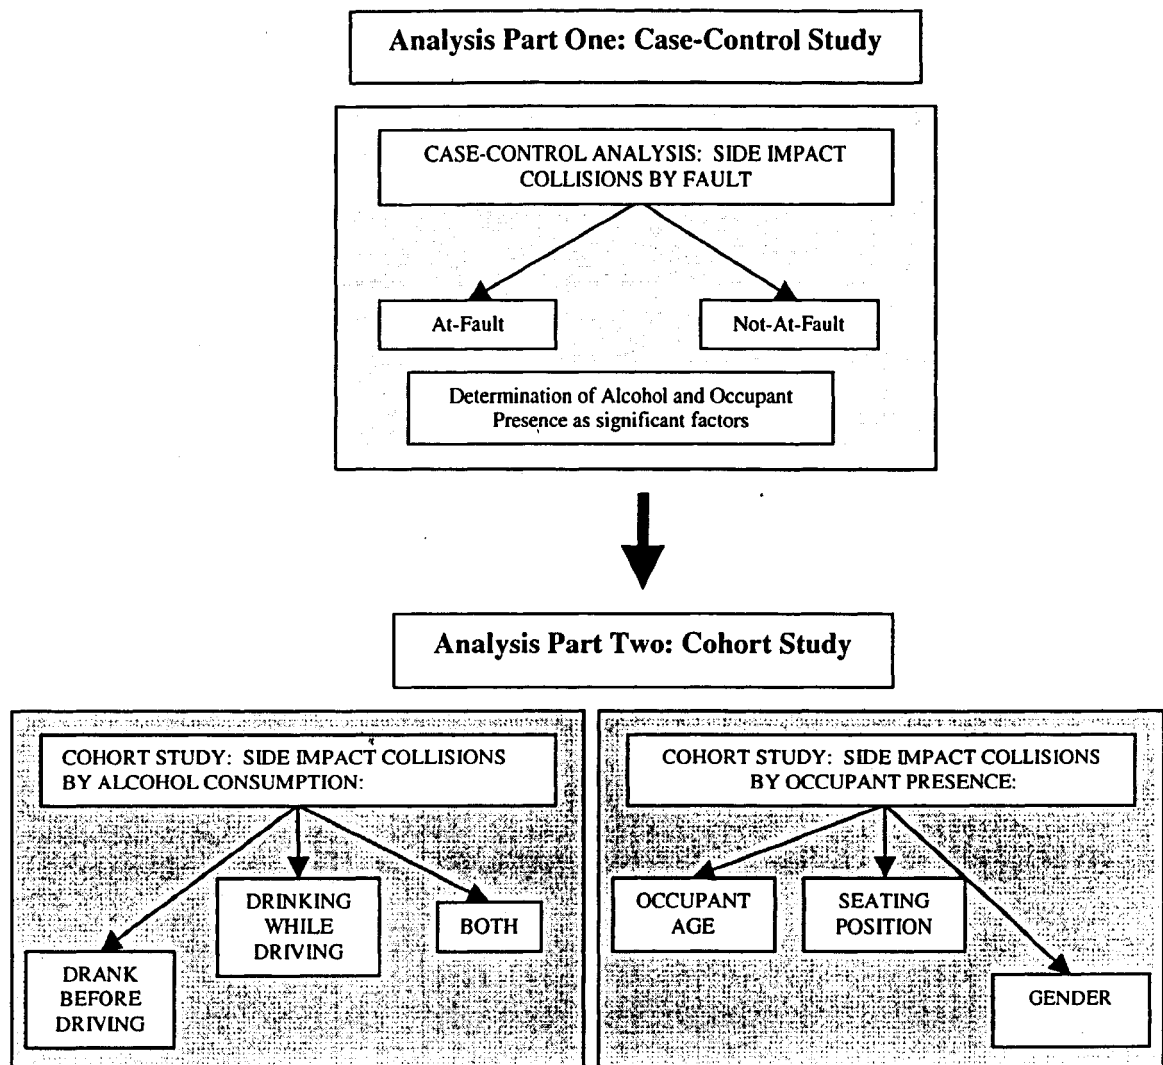 Analysis Part One: Case-Control Study
CASE-CONTROL ANALYSIS: SIDE IMPACT
COLLISIONS BY FAULT
At-Fault
Not-At-Fault
Determination of Alcohol and Occupant
Presence as significant factors
Analysis Part Two: Cohort Study
COHORT STUDY: SIDE IMPACT COLLISIONS
BY ALCOHOL CONSUMPTION:
DRINKING
WHILE
DRIVING
BOTH
DRANK
BEFORE
DRIVING
COHORT STUDY: SIDE IMPACT COLLISIONS
BY OCCUPANT PRESENCE:
OCCUPANT
AGE
SEATING
POSITION
GENDER